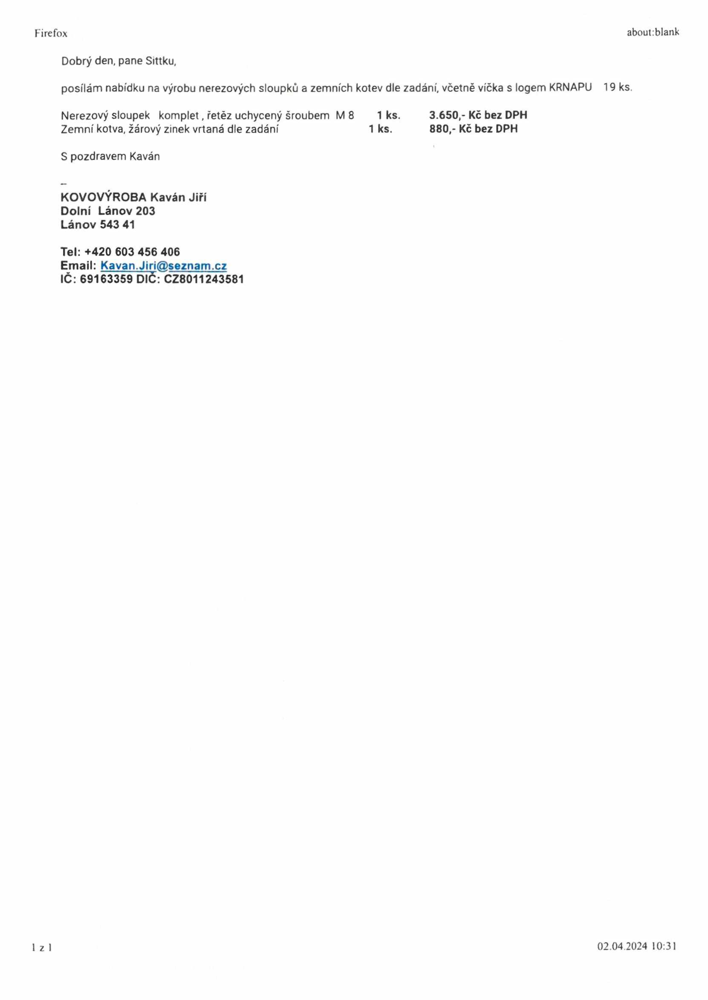 Firefox about:blank
Dobrý den, pane Sittku,
posílám nabídku na výrobu nerezových sloupků a zemních kotev dle zadání, včetně víčka s logem KRNAPU 19 ks.
Nerezový sloupek komplet , řetěz uchycený šroubem M 8 1 ks. 3.650,- Kč bez DPH
Zemní kotva, žárový zinek vrtaná dle zadání 1 ks. 880,- Kč bez DPH
S pozdravem Kaván
--
KOVOVÝROBA Kaván Jiří
Dolní Lánov 203
Lánov 543 41
Tel: +420 603 456 406
Email: Kavan.Jiri@seznam.cz
IČ: 69163359 DIČ: CZ8011243581
1 z 1 02.04.2024 10:31